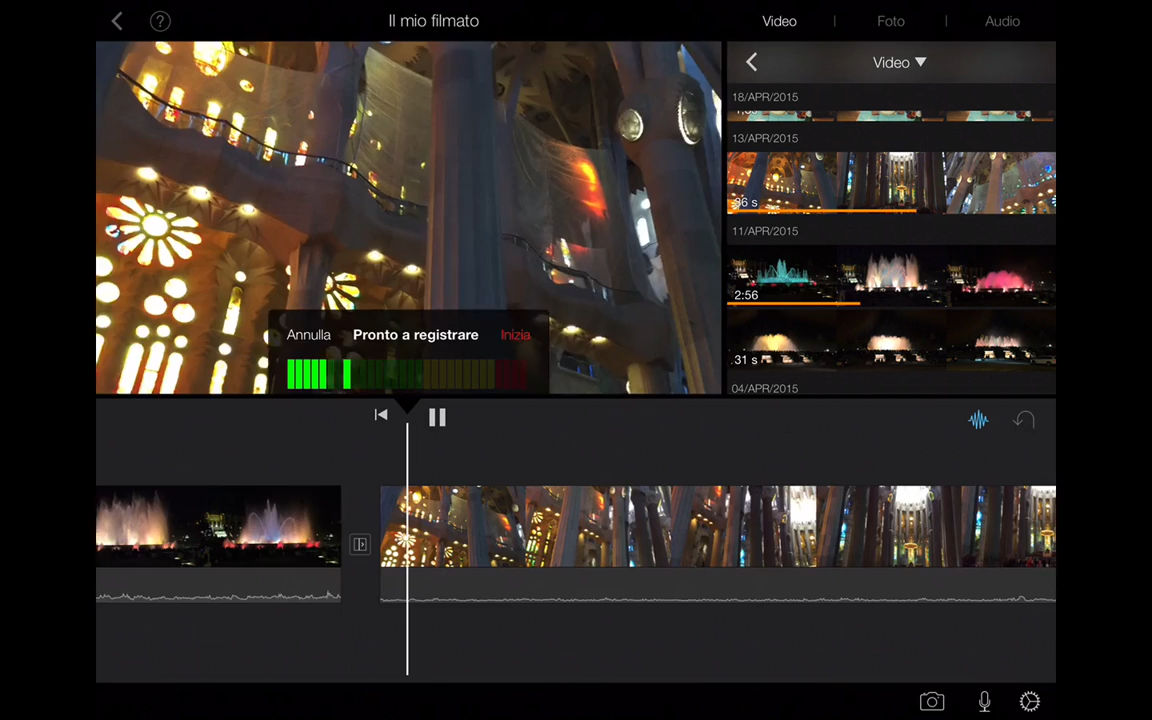 ?
Il mio filmato
Video | Foto | Audio
Video ▼
18/APR/2015
13/APR/2015
36 s
11/APR/2015
2:56
31 s
04/APR/2015
Annulla Pronto a registrare Inizia